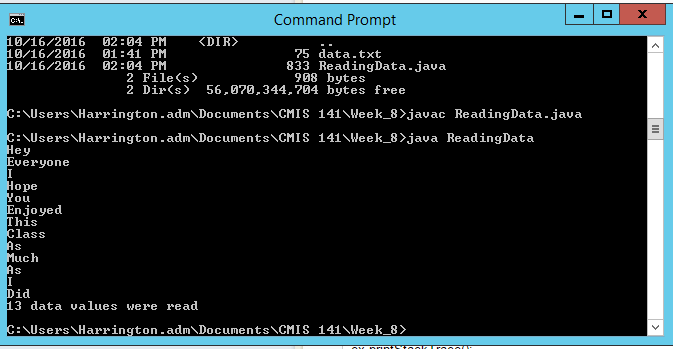 Command Prompt
10/16/2016  02:04 PM    <DIR>          ..
10/16/2016  01:41 PM                75 data.txt
10/16/2016  02:04 PM               833 ReadingData.java
               2 File(s)            908 bytes
               2 Dir(s)  56,070,344,704 bytes free
C:\Users\Harrington.adm\Documents\CMIS 141\Week_8>javac ReadingData.java
C:\Users\Harrington.adm\Documents\CMIS 141\Week_8>java ReadingData
Hey
Everyone
I
Hope
You
Enjoyed
This
Class
As
Much
As
I
Did
13 data values were read
C:\Users\Harrington.adm\Documents\CMIS 141\Week_8>